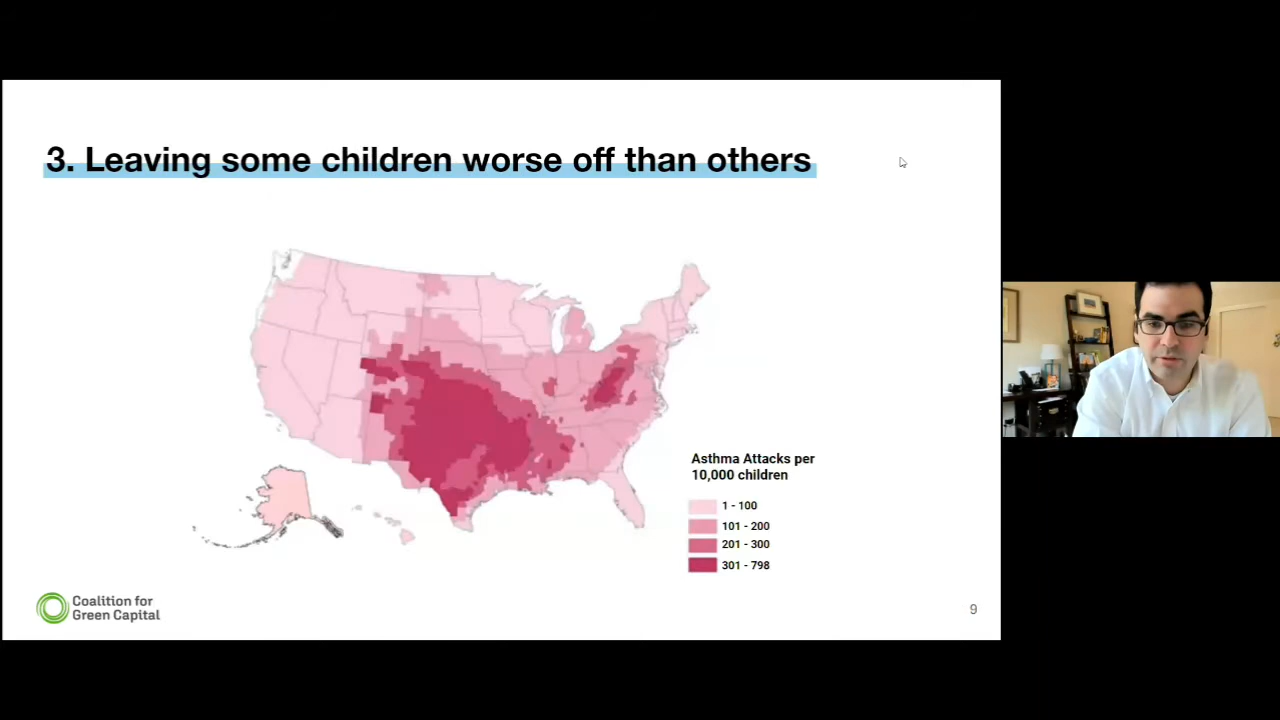 3. Leaving some children worse off than others
Asthma Attacks per
10,000 children
1 - 100
101 - 200
201 - 300
301 - 798
Coalition for
Green Capital
9